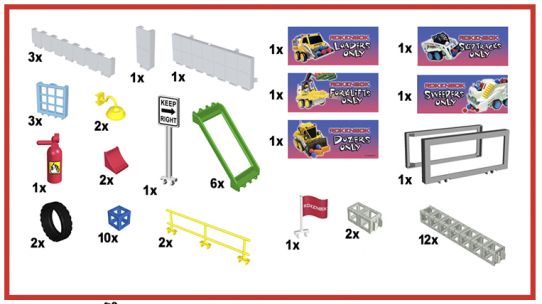 3x
1x
1x
3x
2x
KEEP
RIGHT
1x
2x
1x
6x
2x
10x
2x
1x
ROKENBOK
LOADERS
ONLY
1x
ROKENBOK
SKIPTRACKS
ONLY
1x
ROKENBOK
FORKLIFTS
ONLY
1x
ROKENBOK
SWEEPERS
ONLY
1x
ROKENBOK
DOZERS
ONLY
1x
ROKENBOK
1x
2x
12x